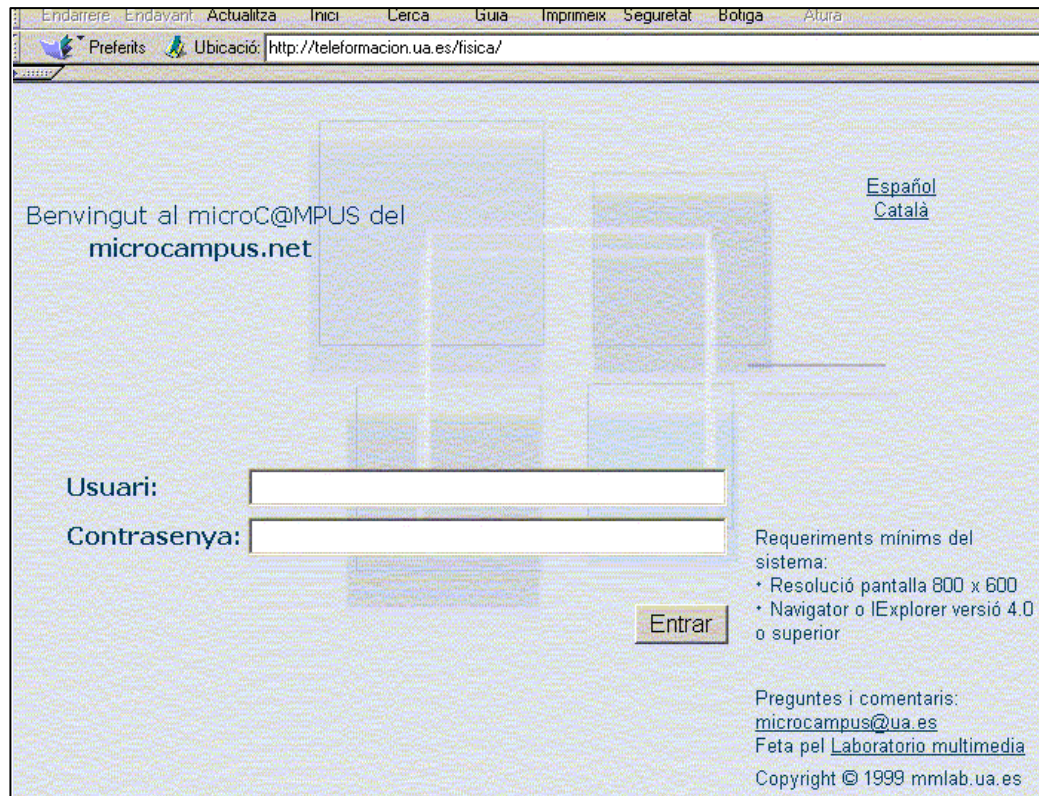 Endarrere Endavant Actualitza Inici Cerca Guia Imprimeix Seguretat Botiga Atura
Preferits Ubicació: http://teleformacion.ua.es/fisica/
Español
Català
Benvingut al microC@MPUS del
microcampus.net
Usuari:
Contrasenya:
Entrar
Requeriments mínims del
sistema:
• Resolució pantalla 800 x 600
• Navigator o IExplorer versió 4.0
o superior
Preguntes i comentaris:
microcampus@ua.es
Feta pel Laboratorio multimedia
Copyright © 1999 mmlab.ua.es